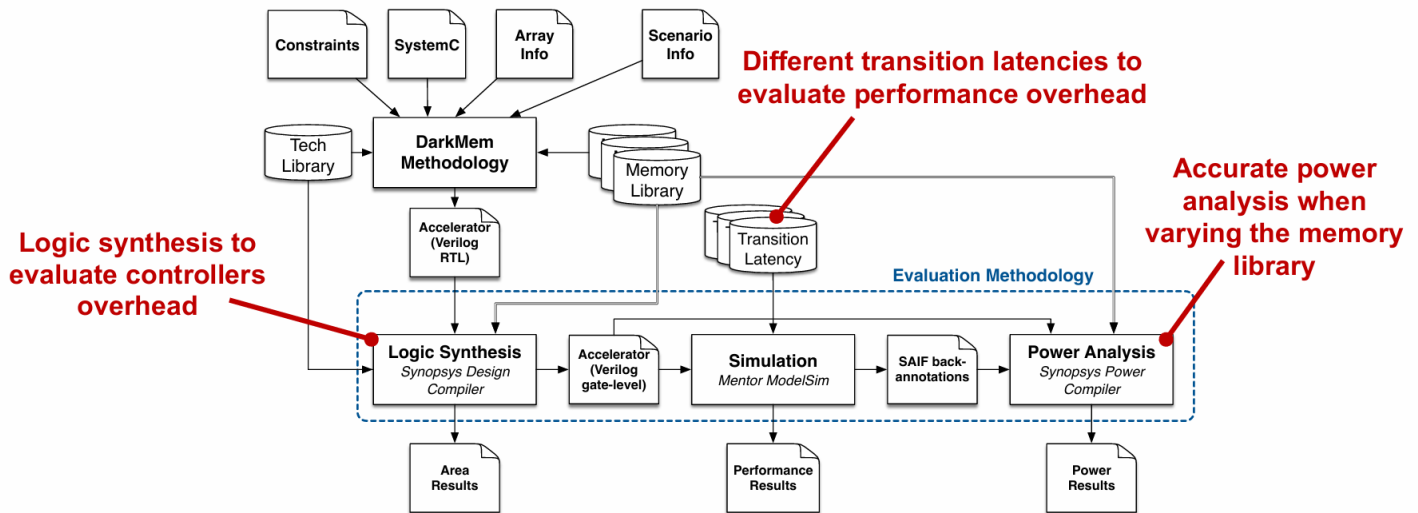 Constraints
SystemC
Array
Info
Scenario
Info
Different transition latencies to
evaluate performance overhead
Tech
Library
DarkMem
Methodology
Memory
Library
Accurate power
analysis when
varying the memory
library
Logic synthesis to
evaluate controllers
overhead
Accelerator
(Verilog
RTL)
Transition
Latency
Evaluation Methodology
Logic Synthesis
Synopsys Design
Compiler
Accelerator
(Verilog
gate-level)
Simulation
Mentor ModelSim
SAIF back-
annotations
Power Analysis
Synopsys Power
Compiler
Area
Results
Performance
Results
Power
Results